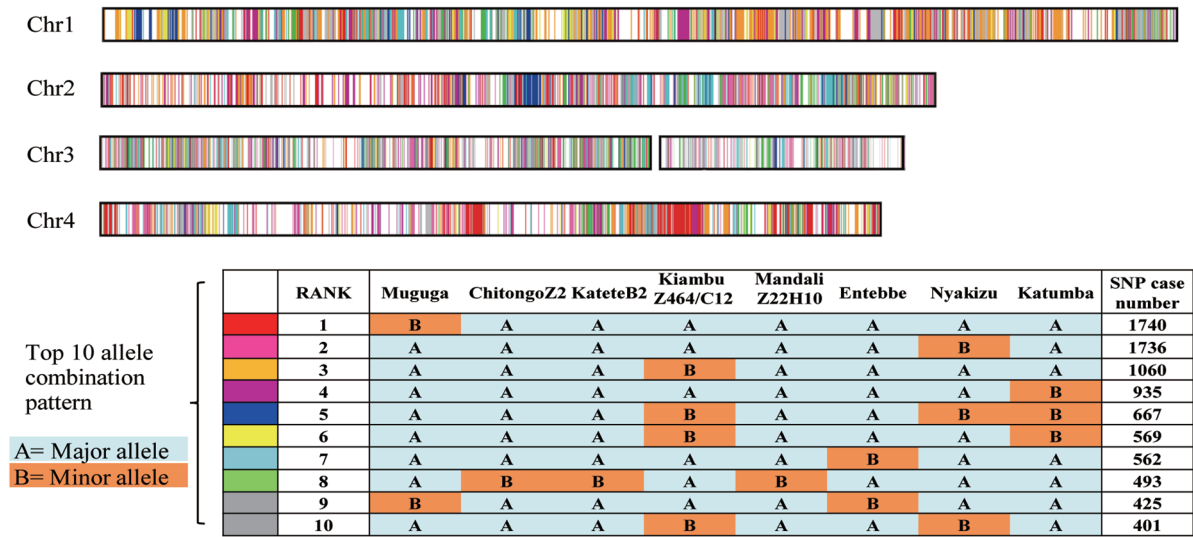 Chr1
Chr2
Chr3
Chr4
RANK Muguga ChitongoZ2 KateteB2 Kiambu Z464/C12 Mandali Z22H10 Entebbe Nyakizu Katumba SNP case number
1 B A A A A A A A 1740
2 A A A A A A B A 1736
3 A A A B A A A A 1060
4 A A A A A A A B 935
5 A A A B A A B B 667
6 A A A B A A A B 569
7 A A A A A B A A 562
8 A B B A B A A A 493
9 B A A A A B A A 425
10 A A A B A A B A 401
Top 10 allele
combination
pattern
A= Major allele
B= Minor allele